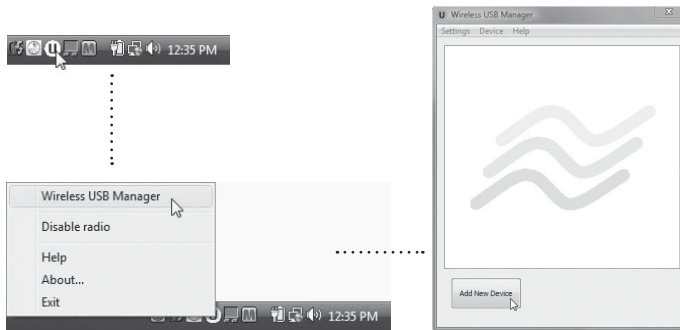 12:35 PM
Wireless USB Manager
Disable radio
Help
About...
Exit
12:35 PM
U Wireless USB Manager
Settings Device Help
Add New Device